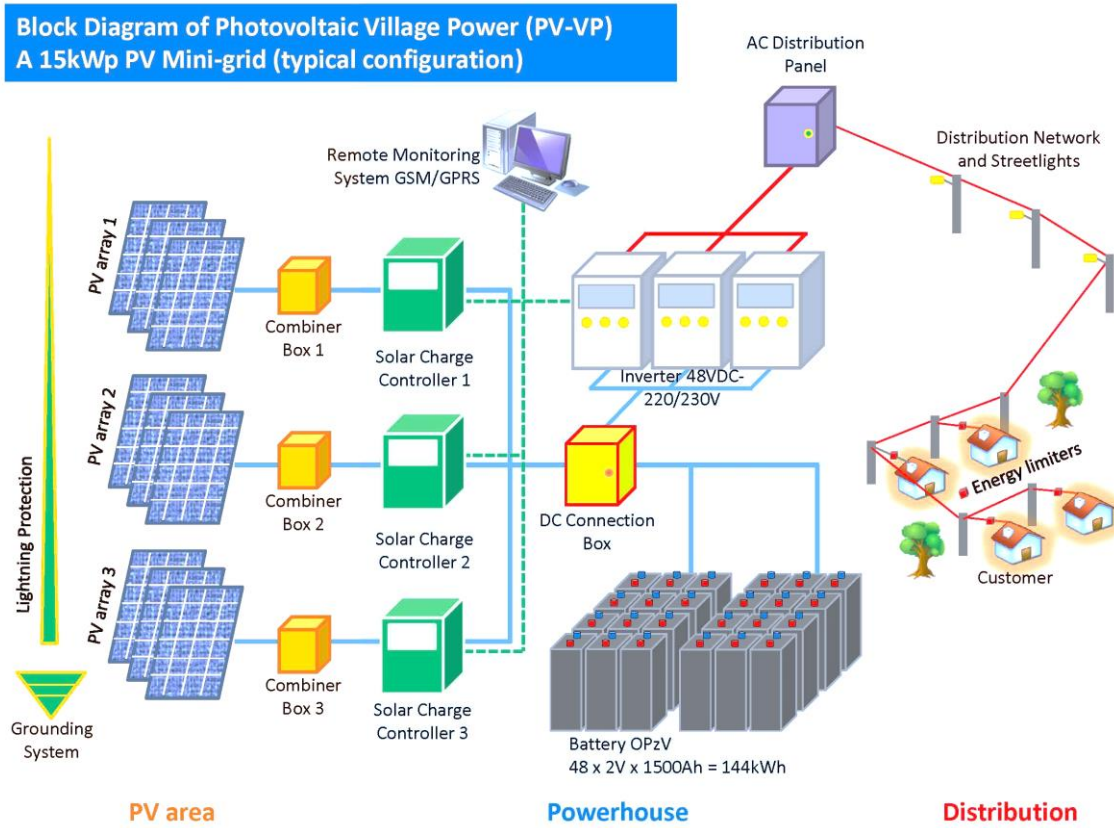 Block Diagram of Photovoltaic Village Power (PV-VP)
A 15kWp PV Mini-grid (typical configuration)
AC Distribution
Panel
Distribution Network
and Streetlights
Remote Monitoring
System GSM/GPRS
PV array 1
Combiner
Box 1
Solar Charge
Controller 1
Inverter 48VDC-
220/230V
PV array 2
Combiner
Box 2
Solar Charge
Controller 2
DC Connection
Box
Energy limiters
Customer
Lightning Protection
PV array 3
Combiner
Box 3
Solar Charge
Controller 3
Grounding
System
Battery OPzV
48 x 2V x 1500Ah = 144kWh
PV area
Powerhouse
Distribution